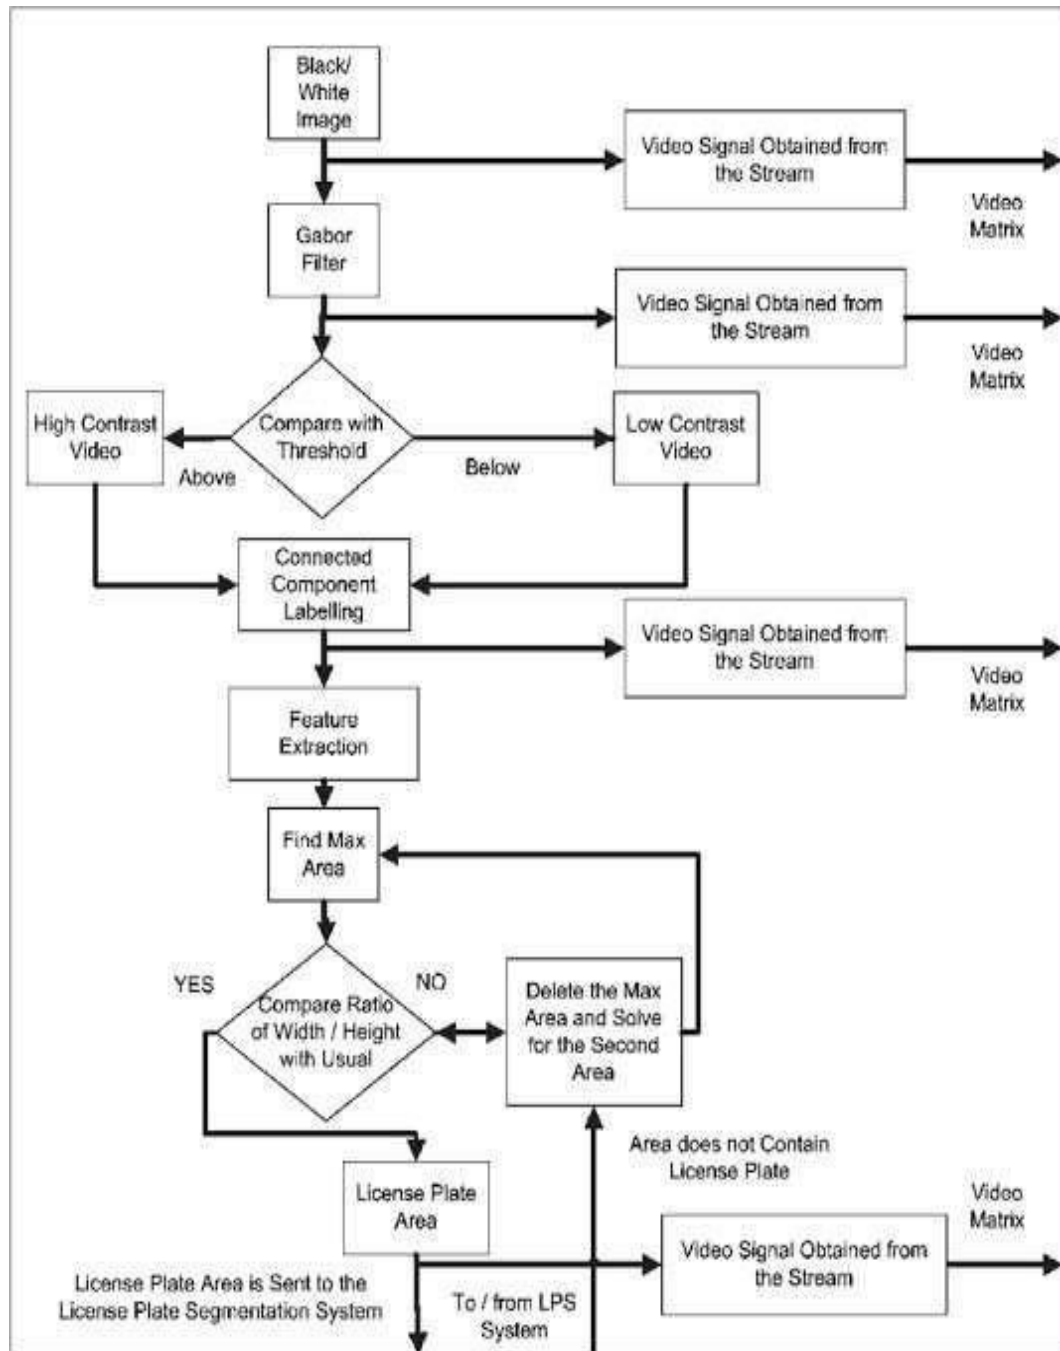 Black/
White
Image
Video Signal Obtained from
the Stream
Video
Matrix
Gabor
Filter
Video Signal Obtained from
the Stream
Video
Matrix
High Contrast
Video
Compare with
Threshold
Low Contrast
Video
Above
Below
Connected
Component
Labelling
Video Signal Obtained from
the Stream
Video
Matrix
Feature
Extraction
Find Max
Area
YES
NO
Compare Ratio
of Width / Height
with Usual
Delete the Max
Area and Solve
for the Second
Area
Area does not Contain
License Plate
License Plate
Area
Video
Matrix
Video Signal Obtained from
the Stream
License Plate Area is Sent to the
License Plate Segmentation System
To / from LPS
System